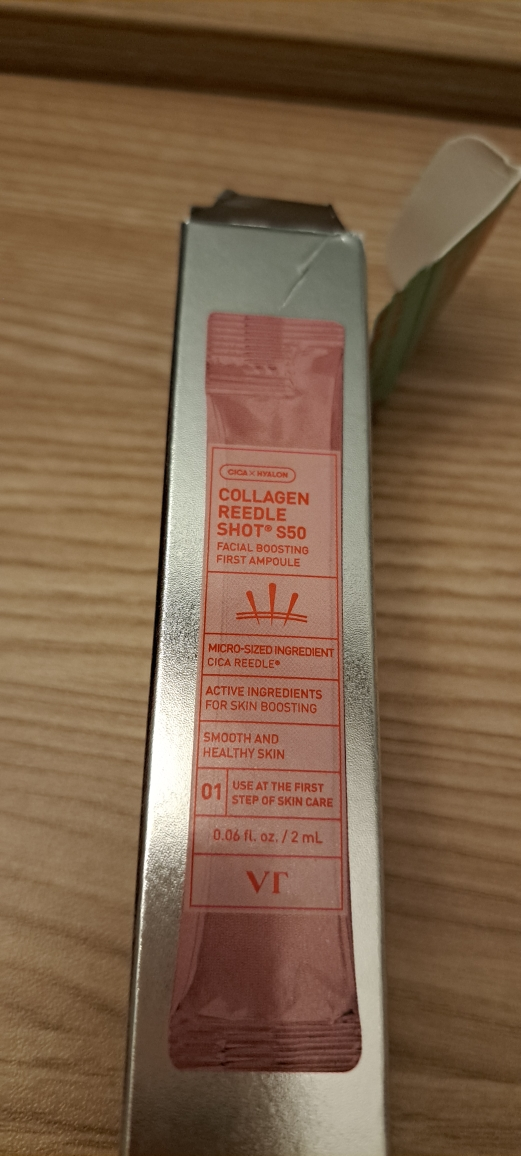 CICA × HYALON
COLLAGEN
REEDLE
SHOT® S50
FACIAL BOOSTING
FIRST AMPOULE
MICRO-SIZED INGREDIENT
CICA REEDLE®
ACTIVE INGREDIENTS
FOR SKIN BOOSTING
SMOOTH AND
HEALTHY SKIN
01
USE AT THE FIRST
STEP OF SKIN CARE
0.06 fl. oz. / 2 mL
VT